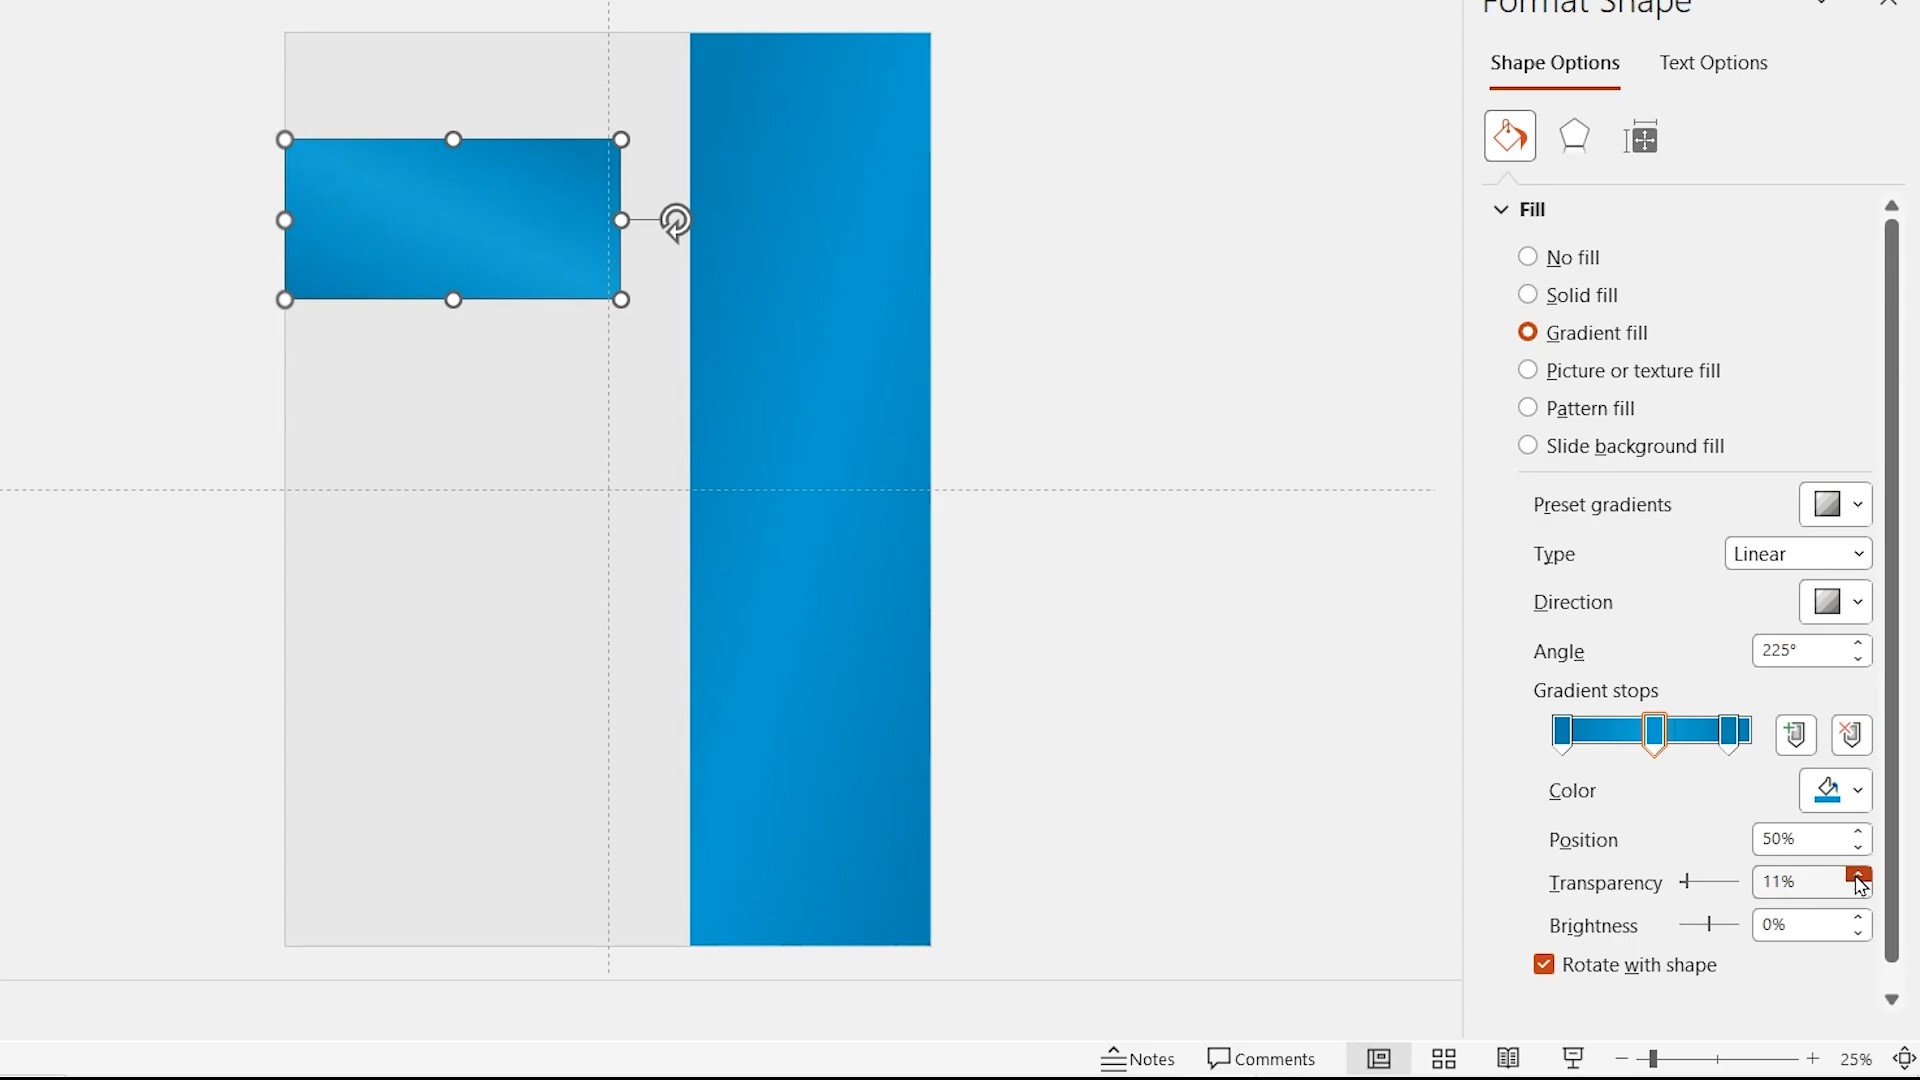 Format Shape
Shape Options Text Options
Fill
No fill
Solid fill
Gradient fill
Picture or texture fill
Pattern fill
Slide background fill
Preset gradients
Type Linear
Direction
Angle 225°
Gradient stops
Color
Position 50%
Transparency 11%
Brightness 0%
Rotate with shape
Notes Comments 25%